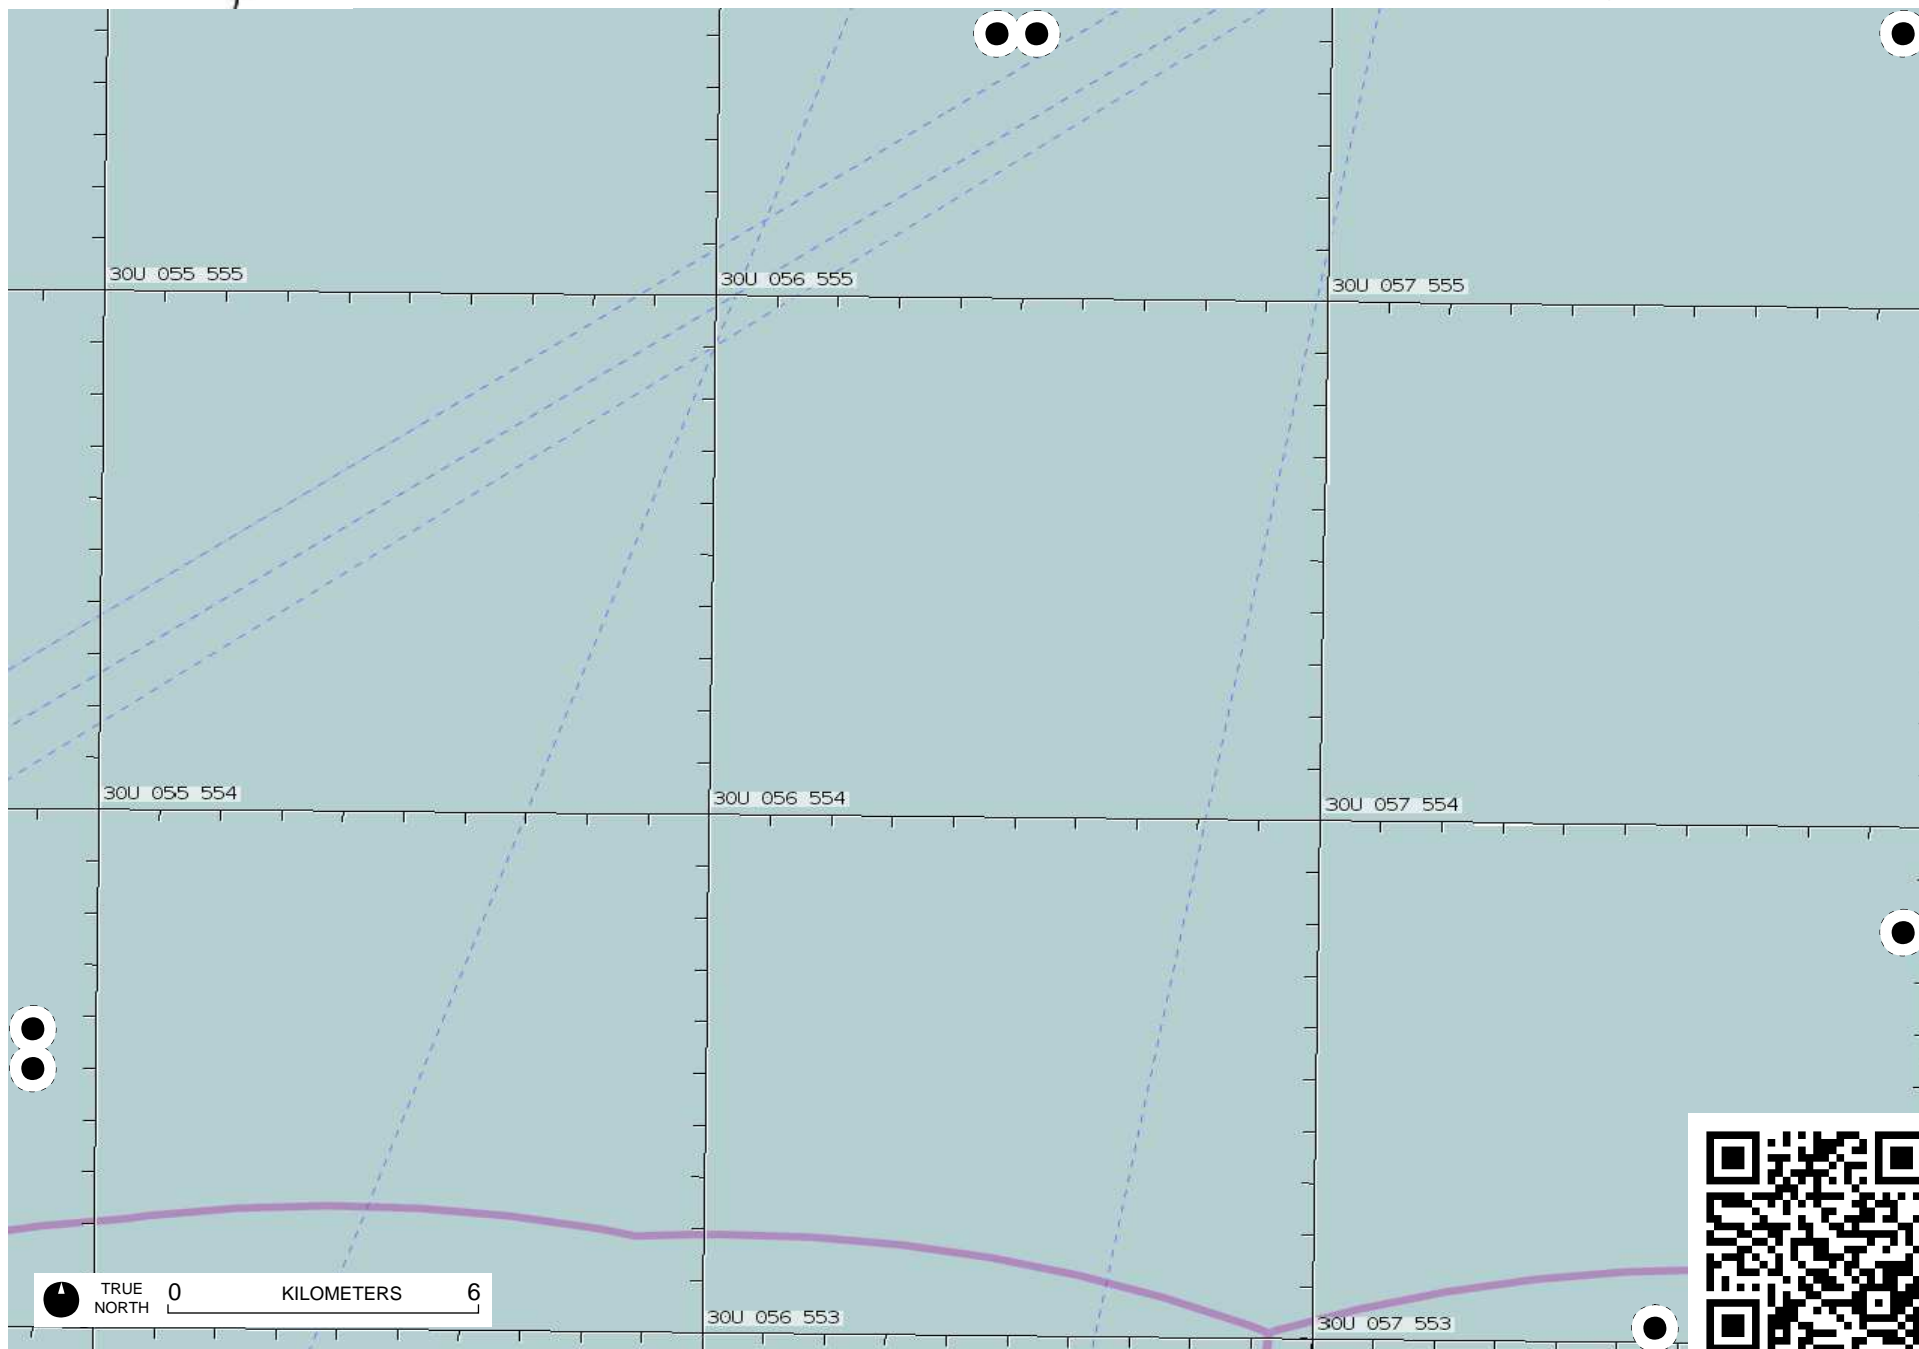 30U 055 555
30U 056 555
30U 057 555
30U 055 554
30U 056 554
30U 057 554
TRUE NORTH
0 KILOMETERS 6
30U 056 553
30U 057 553